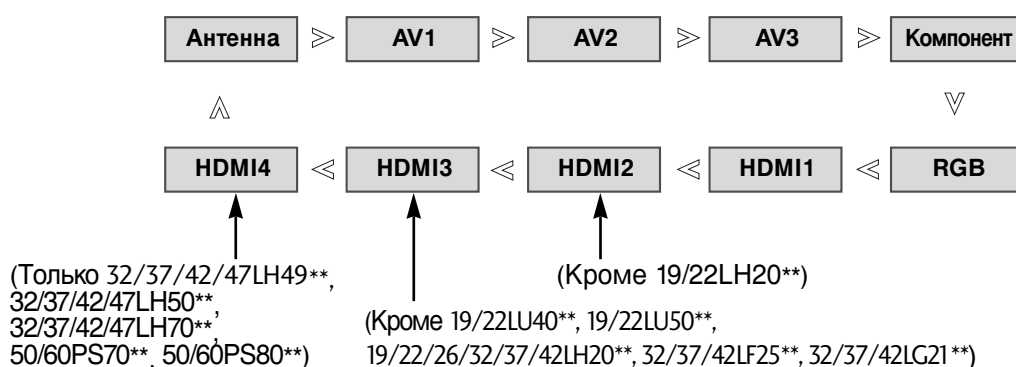 Антенна AV1 AV2 AV3 Компонент
HDMI4 HDMI3 HDMI2 HDMI1 RGB
(Только 32/37/42/47LH49**,
32/37/42/47LH50**,
32/37/42/47LH70**,
50/60PS70**, 50/60PS80**)
(Кроме 19/22LU40**, 19/22LU50**,
19/22/26/32/37/42LH20**, 32/37/42LF25**, 32/37/42LG21**)
(Кроме 19/22LH20**)